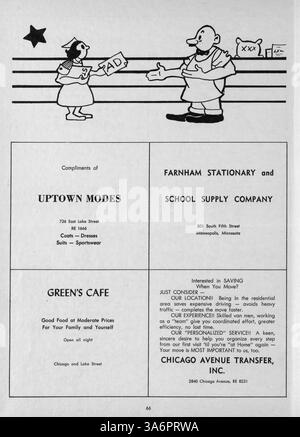 AD
XXX
Compliments of
UPTOWN MODES
726 East Lake Street
RE 1666
Coats — Dresses
Suits — Sportswear
FARNHAM STATIONARY and
SCHOOL SUPPLY COMPANY
301 South Fifth Street
Minneapolis, Minnesota
GREEN'S CAFE
Good Food at Moderate Prices
For Your Family and Yourself
Open all night
Chicago and Lake Street
Interested in SAVING
When You Move?
JUST CONSIDER —
OUR LOCATION!! Being in the residential
area saves expensive driving - avoids heavy
traffic — completes the move faster.
OUR EXPERIENCE!! Skilled van men, working
as a "team" give you coordinated effort, greater
efficiency, no lost time.
OUR "PERSONALIZED" SERVICE!! A keen,
sincere desire to help you organize every step
from our first visit 'til you're "at Home" again —
Your move is MOST IMPORTANT to us, too.
CHICAGO AVENUE TRANSFER,
INC.
2840 Chicago Avenue, RE 8231
66